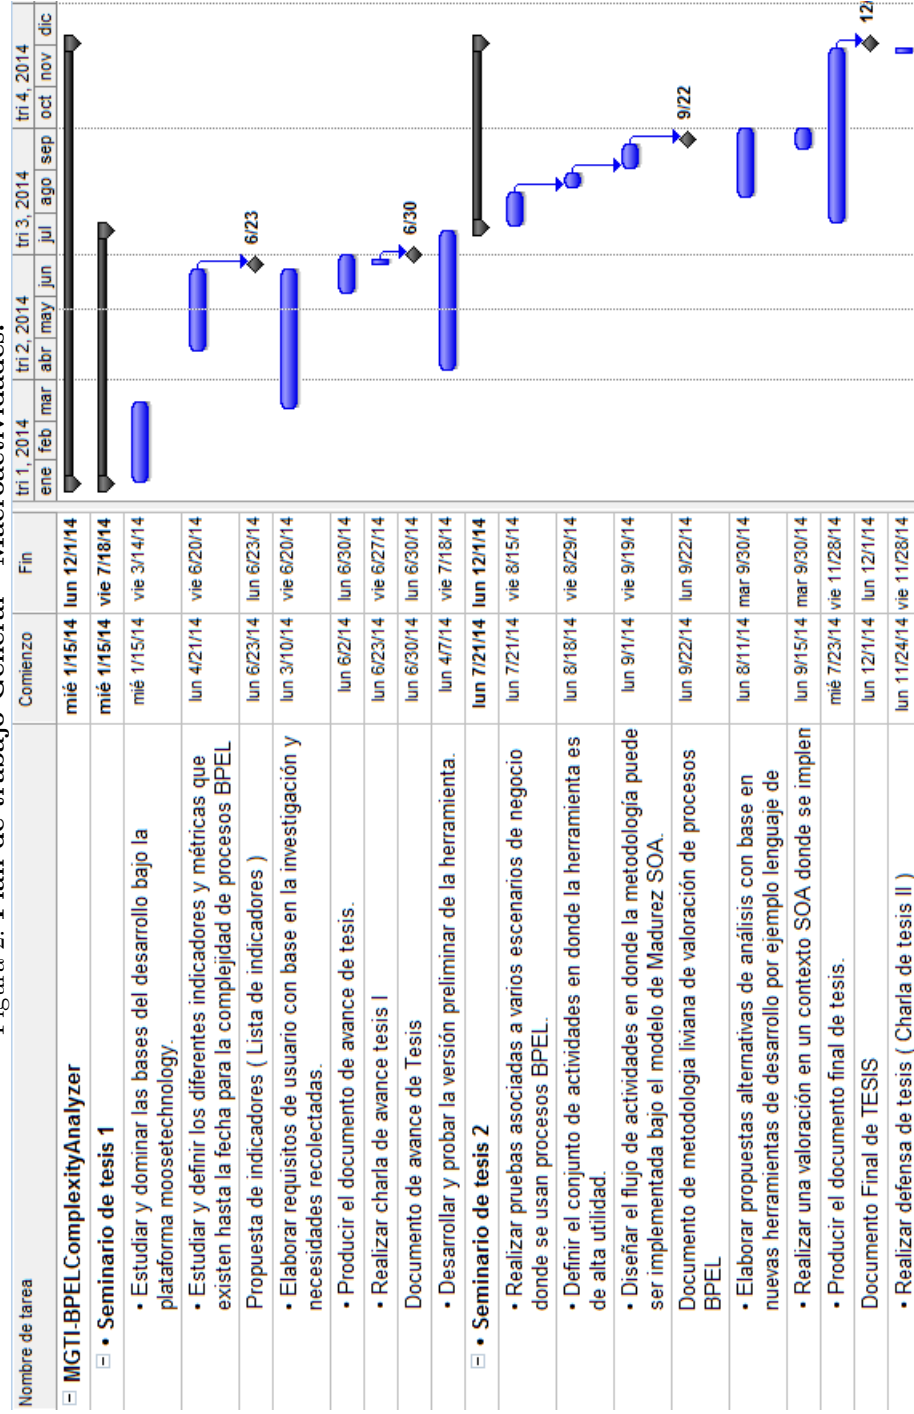 Figura 2: Plan de trabajo General - Macroactividades.
Nombre de tarea Comienzo Fin
tri 1, 2014 tri 2, 2014 tri 3, 2014 tri 4, 2014
ene feb mar abr may jun jul ago sep oct nov dic
MGTI-BPELComplexityAnalyzer mié 1/15/14 lun 12/1/14
• Seminario de tesis 1 mié 1/15/14 vie 7/18/14
• Estudiar y dominar las bases del desarrollo bajo la mié 1/15/14 vie 3/14/14
plataforma moosetechnology.
• Estudiar y definir los diferentes indicadores y métricas que lun 4/21/14 vie 6/20/14
existen hasta la fecha para la complejidad de procesos BPEL
Propuesta de indicadores ( Lista de indicadores ) lun 6/23/14 lun 6/23/14 6/23
• Elaborar requisitos de usuario con base en la investigación y lun 3/10/14 vie 6/20/14
necesidades recolectadas.
• Producir el documento de avance de tesis. lun 6/2/14 lun 6/30/14
• Realizar charla de avance tesis I lun 6/23/14 vie 6/27/14
Documento de avance de Tesis lun 6/30/14 lun 6/30/14 6/30
• Desarrollar y probar la versión preliminar de la herramienta. lun 4/7/14 vie 7/18/14
• Seminario de tesis 2 lun 7/21/14 lun 12/1/14
• Realizar pruebas asociadas a varios escenarios de negocio lun 7/21/14 vie 8/15/14
donde se usan procesos BPEL.
• Definir el conjunto de actividades en donde la herramienta es lun 8/18/14 vie 8/29/14
de alta utilidad.
• Diseñar el flujo de actividades en donde la metodología puede lun 9/1/14 vie 9/19/14
ser implementada bajo el modelo de Madurez SOA.
Documento de metodologia liviana de valoración de procesos lun 9/22/14 lun 9/22/14 9/22
BPEL
• Elaborar propuestas alternativas de análisis con base en lun 8/11/14 mar 9/30/14
nuevas herramientas de desarrollo por ejemplo lenguaje de
• Realizar una valoración en un contexto SOA donde se implen lun 9/15/14 mar 9/30/14
• Producir el documento final de tesis. mié 7/23/14 vie 11/28/14
Documento Final de TESIS lun 12/1/14 lun 12/1/14 12/
• Realizar defensa de tesis ( Charla de tesis II ) lun 11/24/14 vie 11/28/14